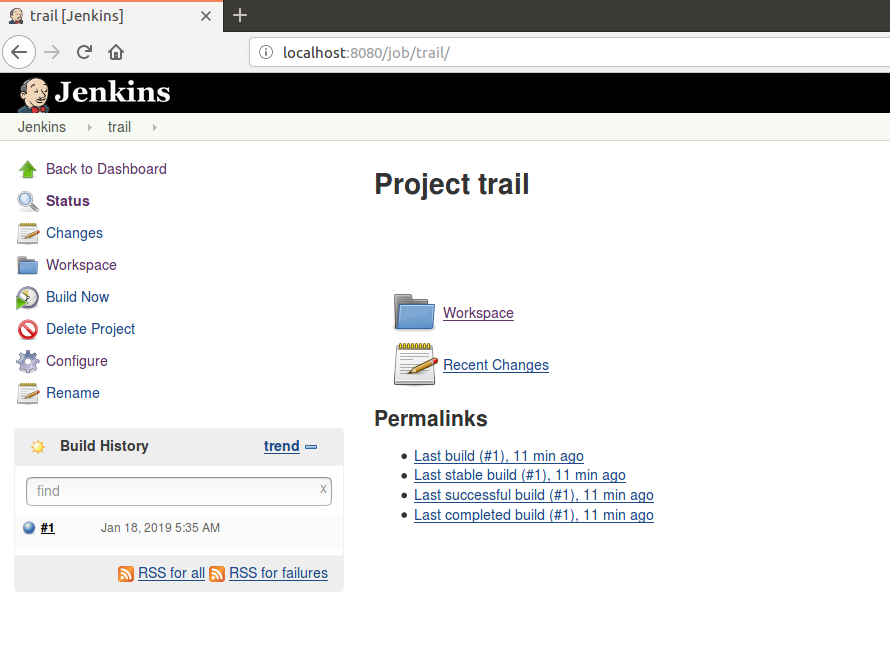 trail [Jenkins]
localhost:8080/job/trail/
Jenkins
Jenkins trail
Back to Dashboard
Status
Changes
Workspace
Build Now
Delete Project
Configure
Rename
Build History trend
find x
#1 Jan 18, 2019 5:35 AM
RSS for all RSS for failures
Project trail
Workspace
Recent Changes
Permalinks
Last build (#1), 11 min ago
Last stable build (#1), 11 min ago
Last successful build (#1), 11 min ago
Last completed build (#1), 11 min ago